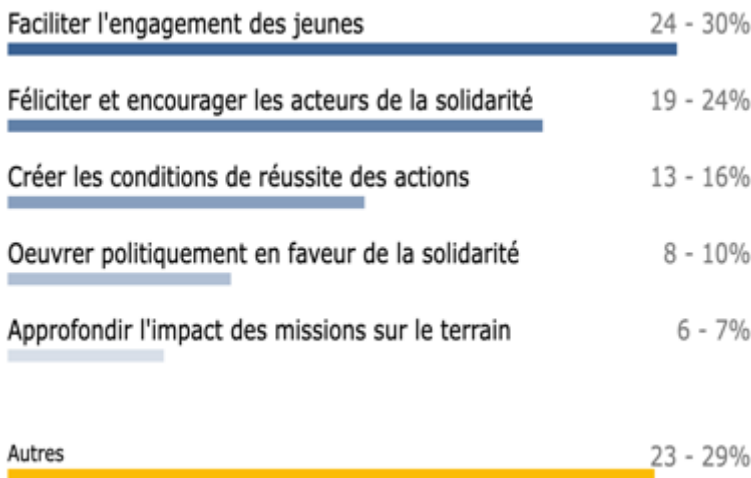 Faciliter l'engagement des jeunes 24 - 30%
Féliciter et encourager les acteurs de la solidarité 19 - 24%
Créer les conditions de réussite des actions 13 - 16%
Oeuvrer politiquement en faveur de la solidarité 8 - 10%
Approfondir l'impact des missions sur le terrain 6 - 7%
Autres 23 - 29%